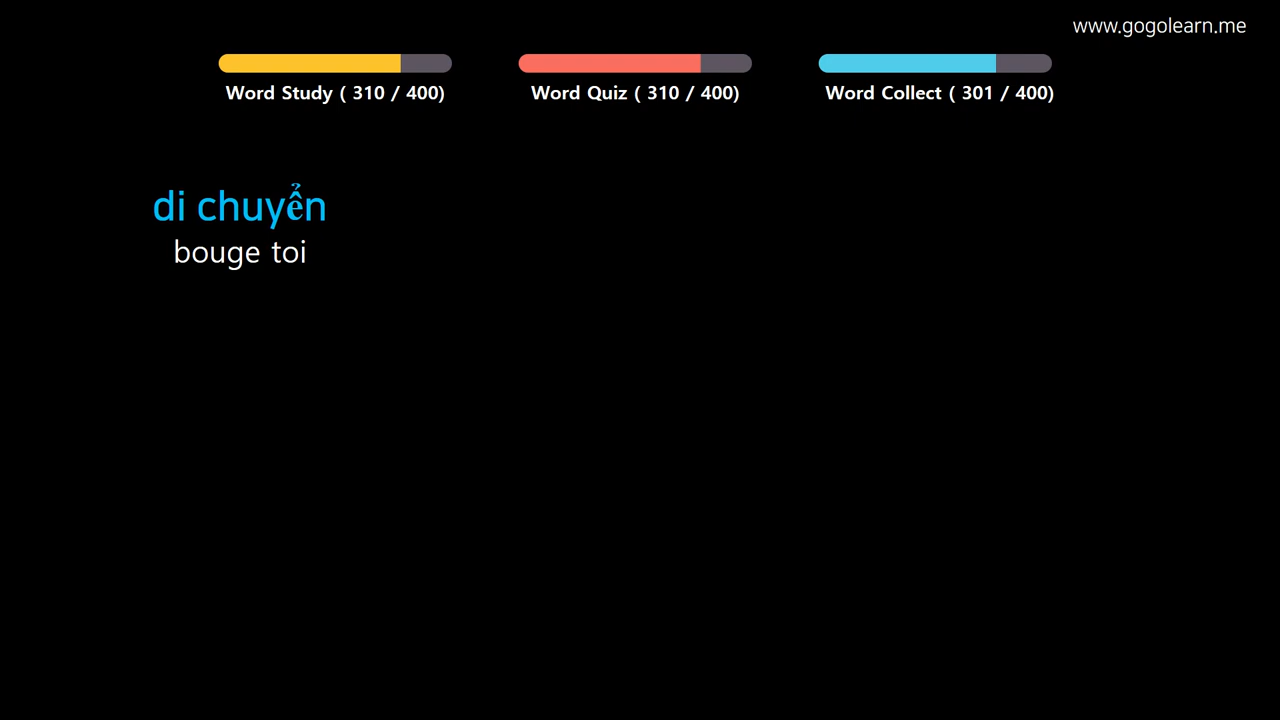 www.gogolearn.me
Word Study ( 310 / 400)
Word Quiz ( 310 / 400)
Word Collect ( 301 / 400)
di chuyển
bouge toi